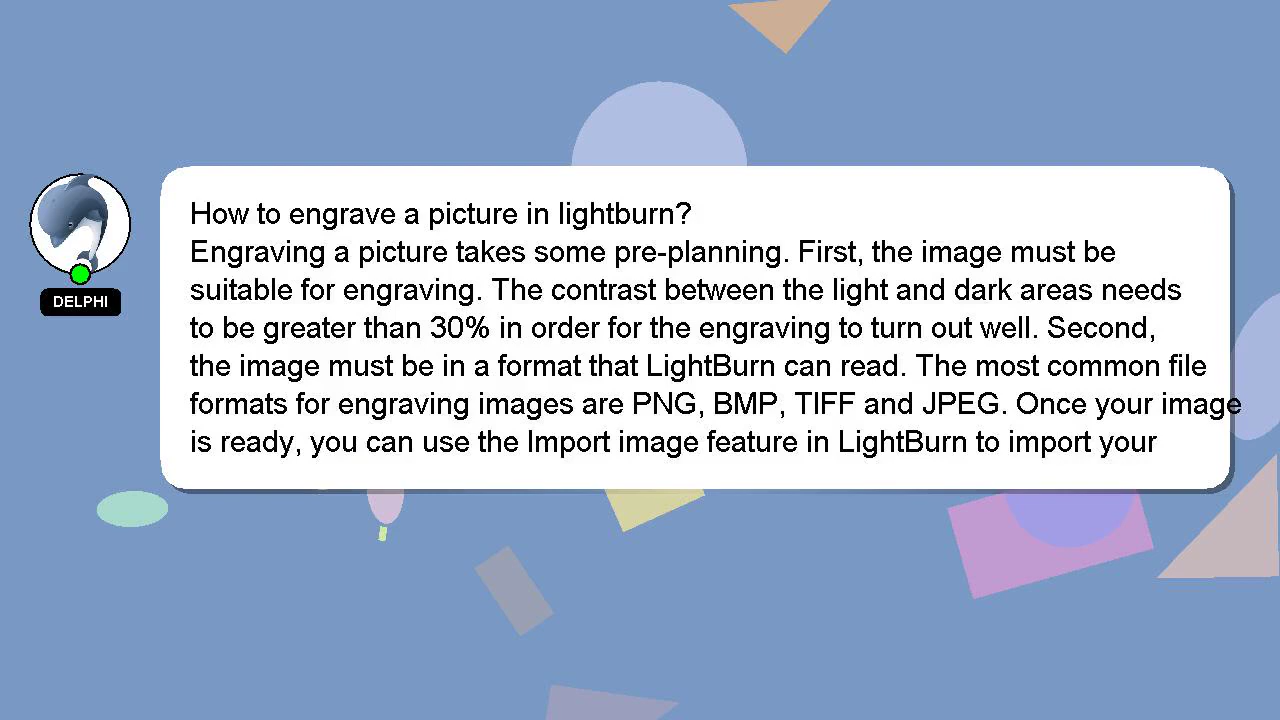 How to engrave a picture in lightburn?
Engraving a picture takes some pre-planning. First, the image must be
suitable for engraving. The contrast between the light and dark areas needs
to be greater than 30% in order for the engraving to turn out well. Second,
the image must be in a format that LightBurn can read. The most common file
formats for engraving images are PNG, BMP, TIFF and JPEG. Once your image
is ready, you can use the Import image feature in LightBurn to import your
DELPHI